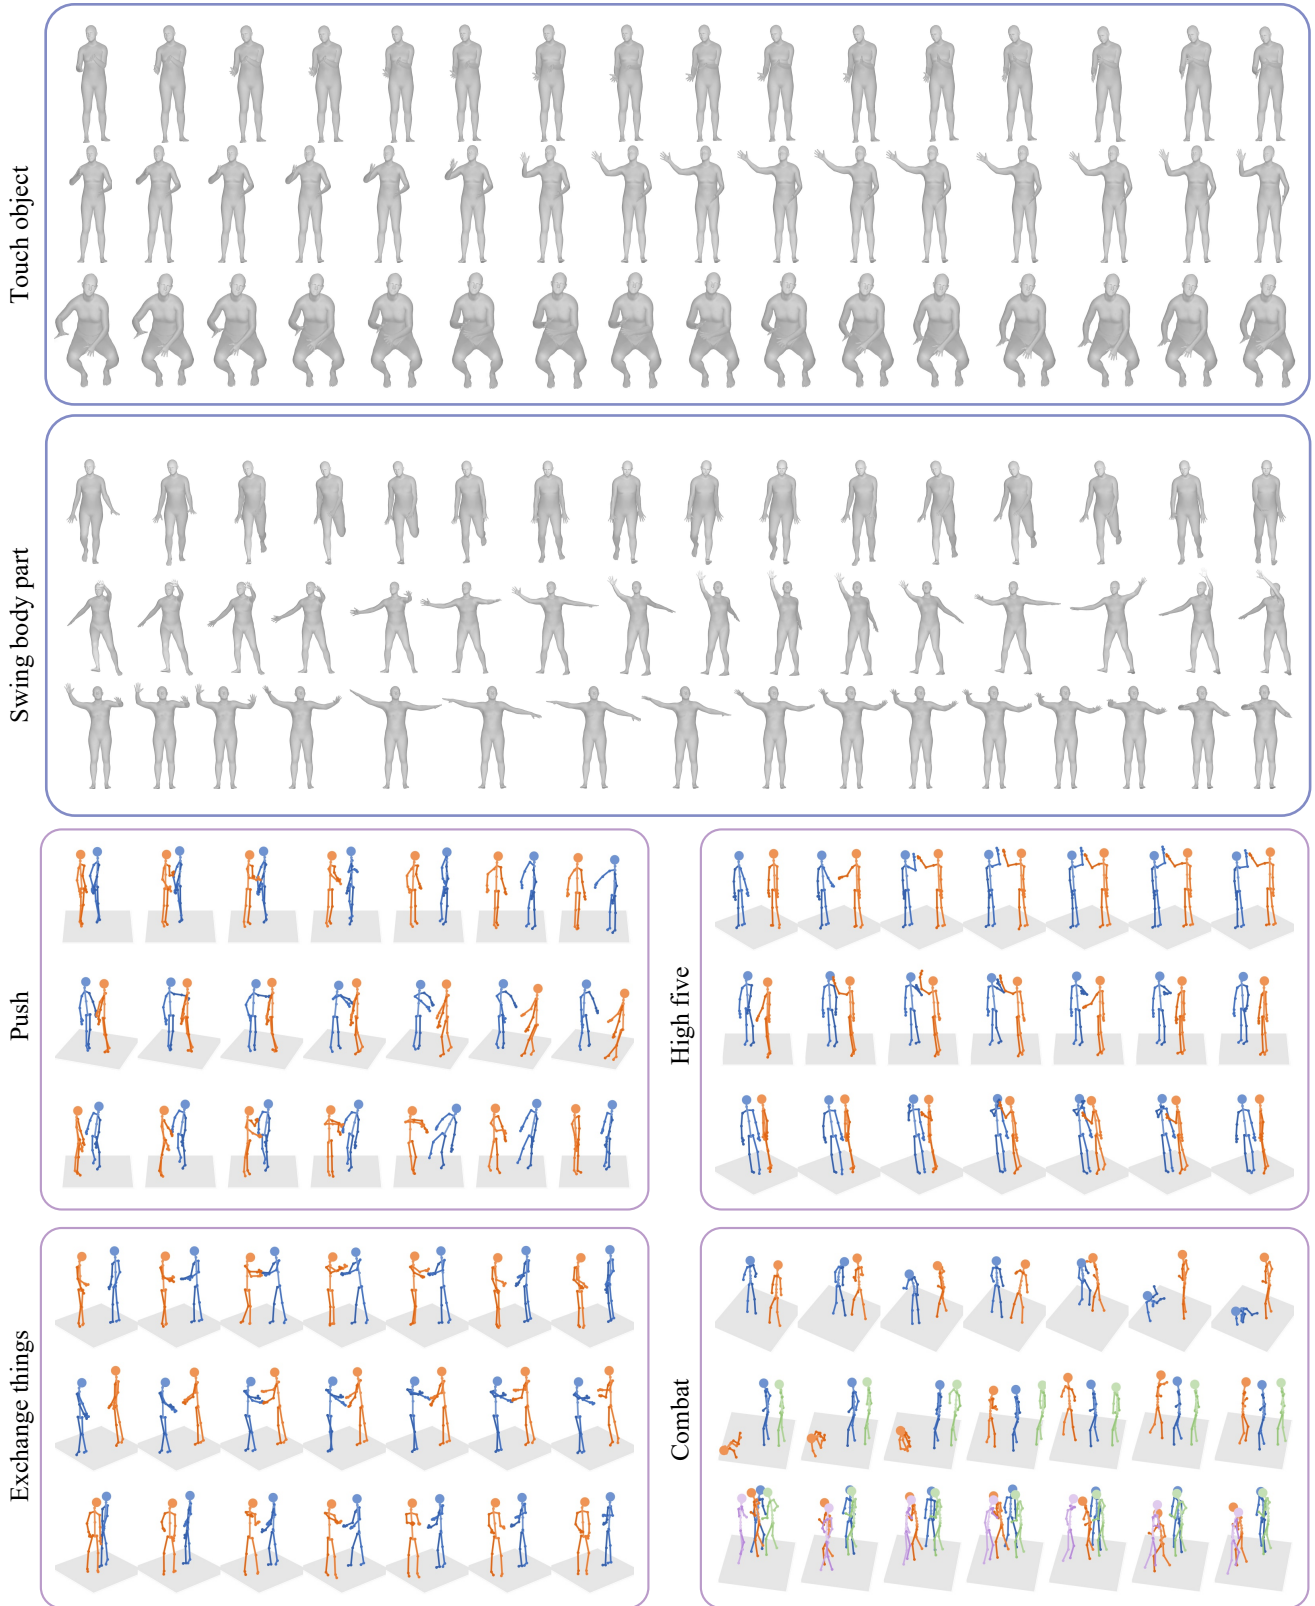 Touch object
Swing body part
Push
High five
Exchange things
Combat